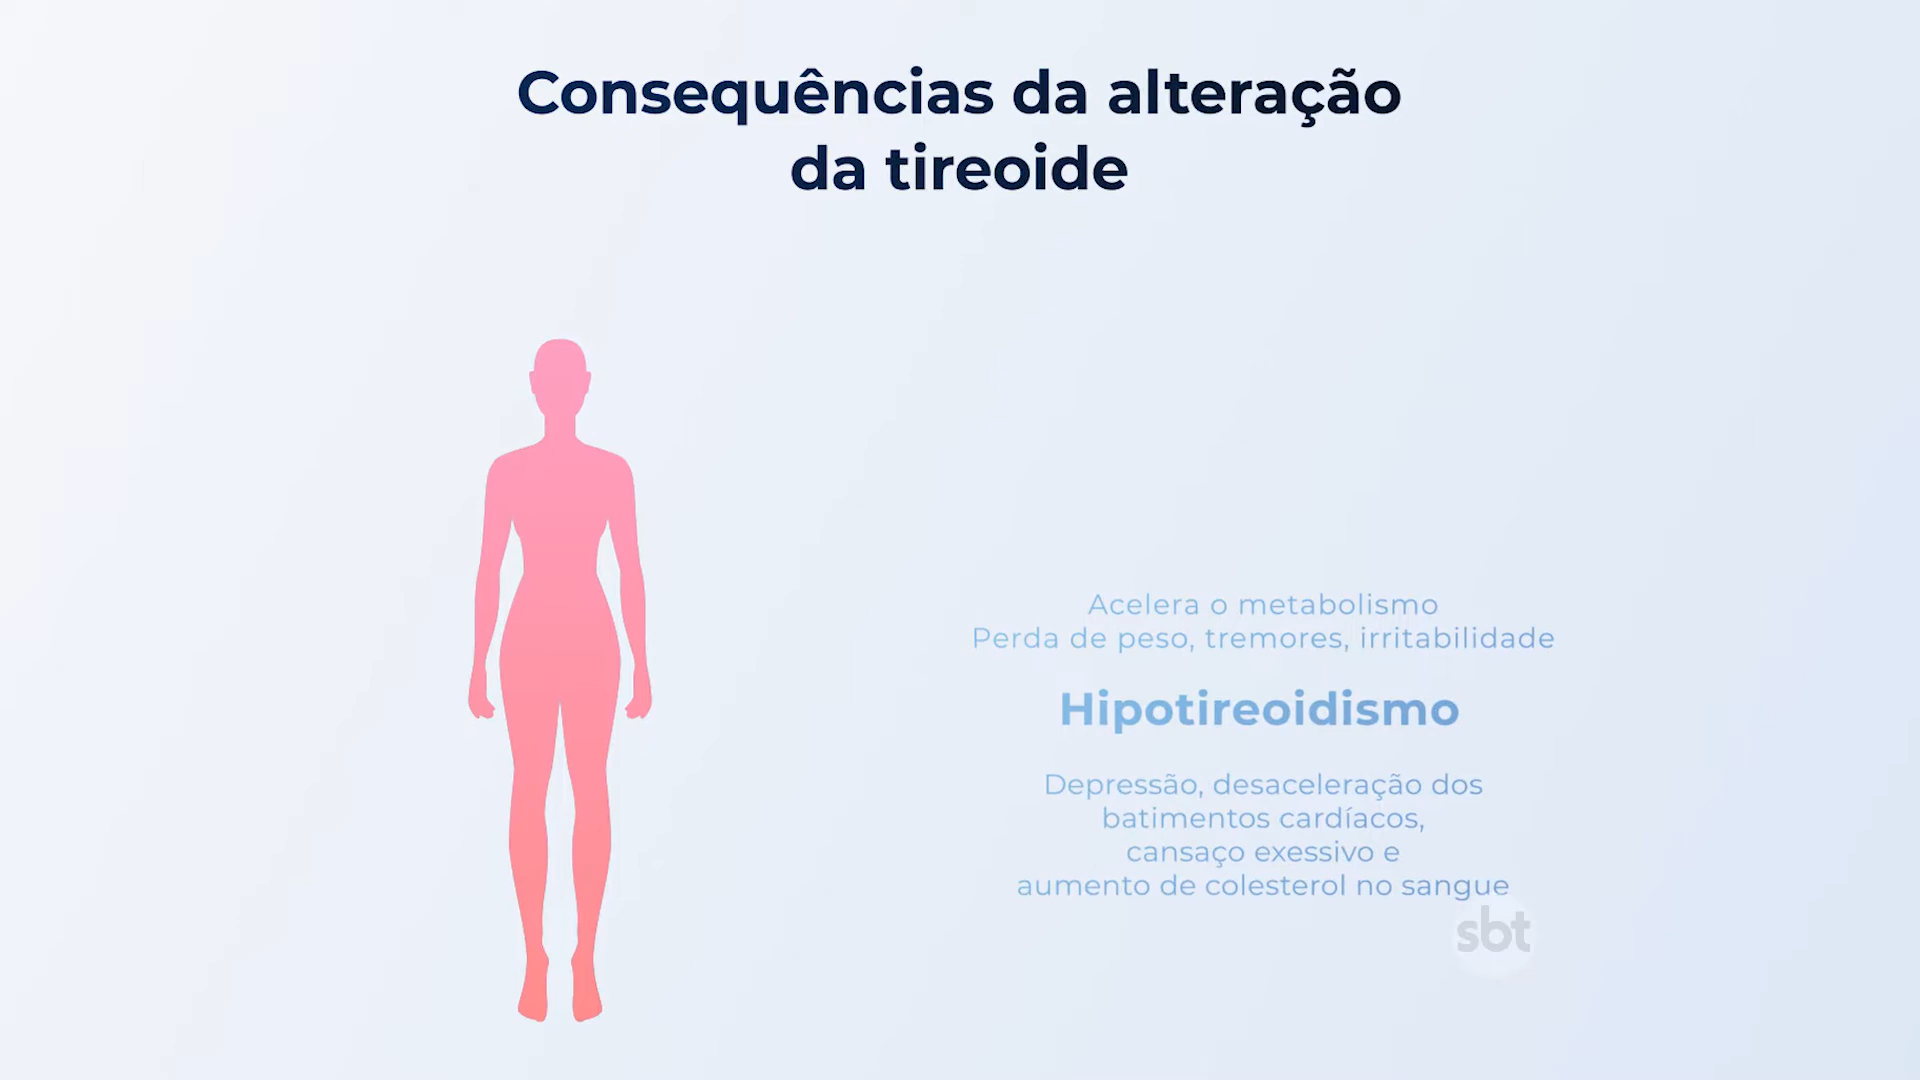 Consequências da alteração
da tireoide
Acelera o metabolismo
Perda de peso, tremores, irritabilidade
Hipotireoidismo
Depressão, desaceleração dos
batimentos cardíacos,
cansaço exessivo e
aumento de colesterol no sangue
sbt